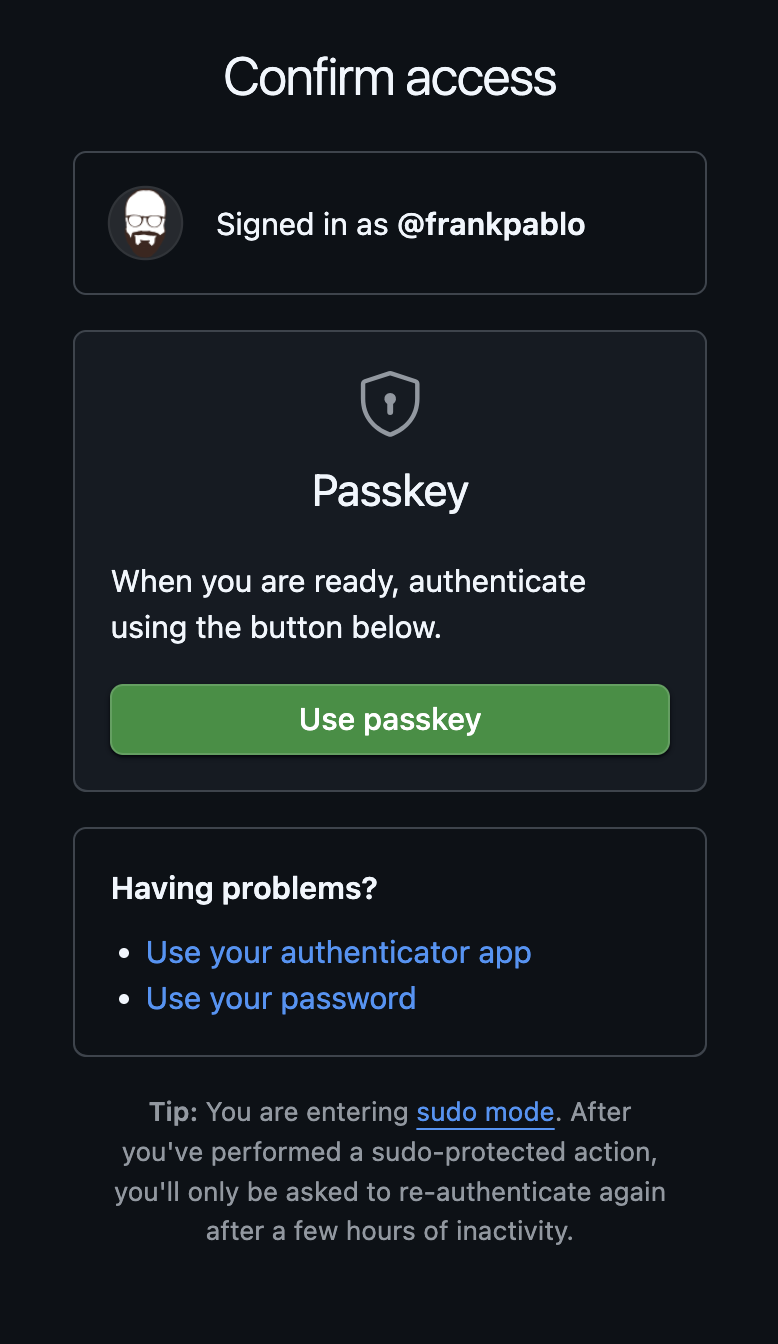 Confirm access
Signed in as @frankpablo
Passkey
When you are ready, authenticate
using the button below.
Use passkey
Having problems?
• Use your authenticator app
• Use your password
Tip: You are entering sudo mode. After
you've performed a sudo-protected action,
you'll only be asked to re-authenticate again
after a few hours of inactivity.